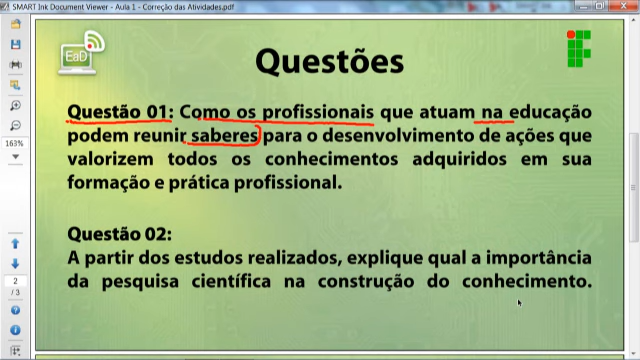 SMART Ink Document Viewer - Aula 1 - Correção das Atividades.pdf
EaD
Questões
Questão 01: Como os profissionais que atuam na educação
podem reunir saberes para o desenvolvimento de ações que
valorizem todos os conhecimentos adquiridos em sua
formação e prática profissional.
Questão 02:
A partir dos estudos realizados, explique qual a importância
da pesquisa científica na construção do conhecimento.
163%
2
/ 3